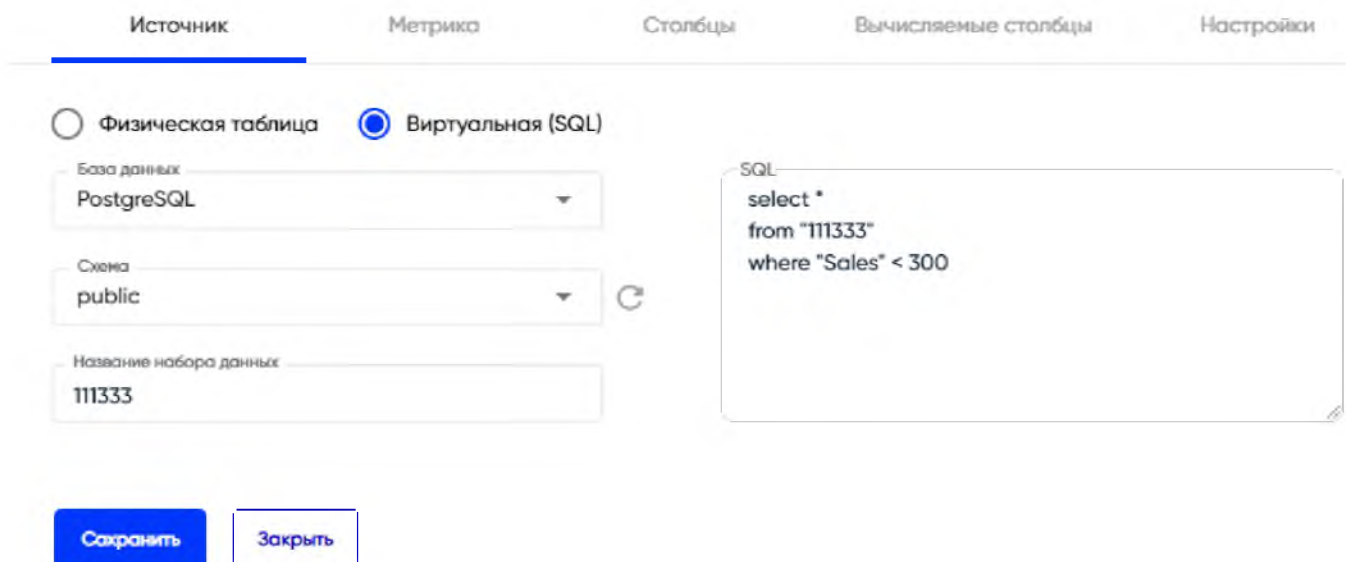 Источник Метрика Столбцы Вычисляемые столбцы Настройки
Физическая таблица Виртуальная (SQL)
База данных
PostgreSQL
Схема
public
Название набора данных
111333
SQL
select *
from "111333"
where "Sales" < 300
Сохранить Закрыть